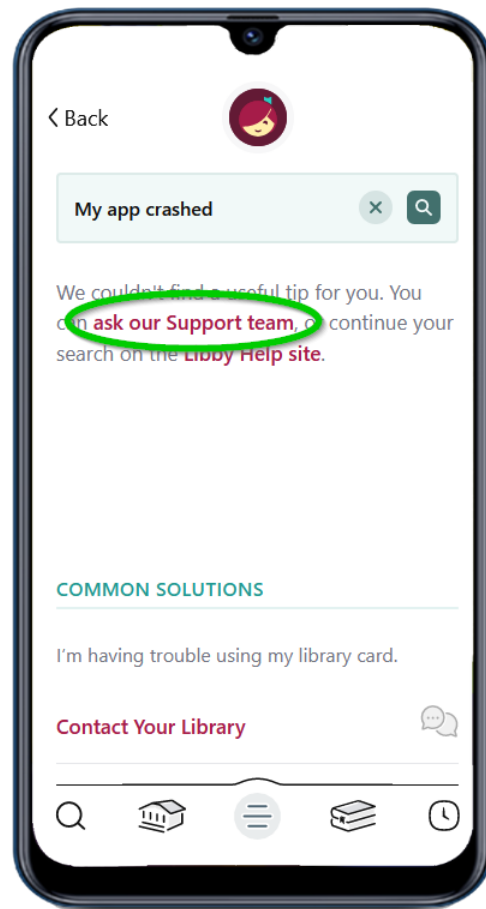 Back
My app crashed
We couldn't find a useful tip for you. You
can ask our Support team, or continue your
search on the Libby Help site.
COMMON SOLUTIONS
I'm having trouble using my library card.
Contact Your Library